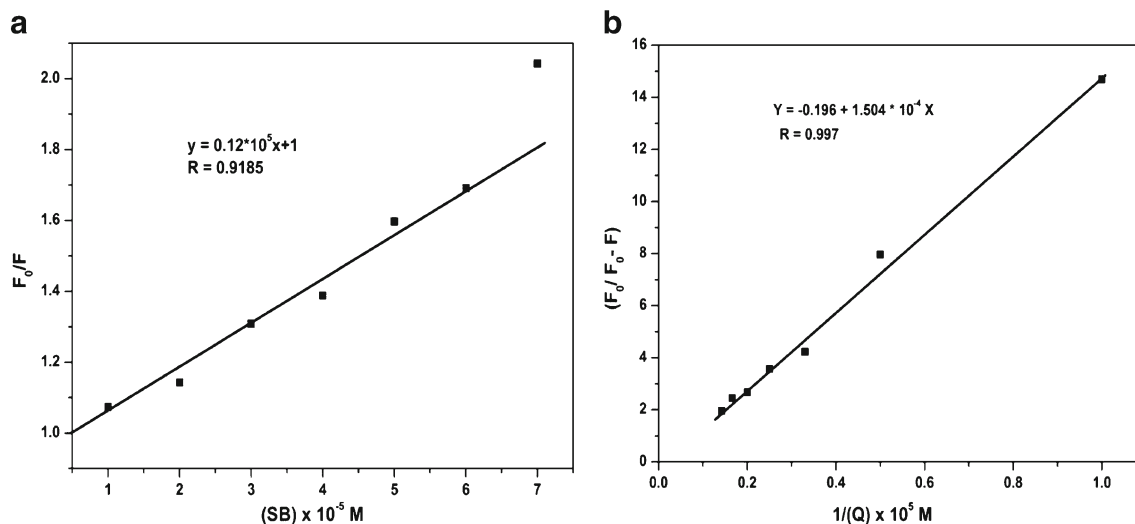 a
2.0
1.8
1.6
1.4
1.2
1.0
F0/F
y = 0.12*10^5x+1
R = 0.9185
1 2 3 4 5 6 7
(SB) x 10^-5 M
b
16
14
12
10
8
6
4
2
0
(F0/ F0- F)
Y = -0.196 + 1.504 * 10^-4 X
R = 0.997
0.0 0.2 0.4 0.6 0.8 1.0
1/(Q) x 10^5 M